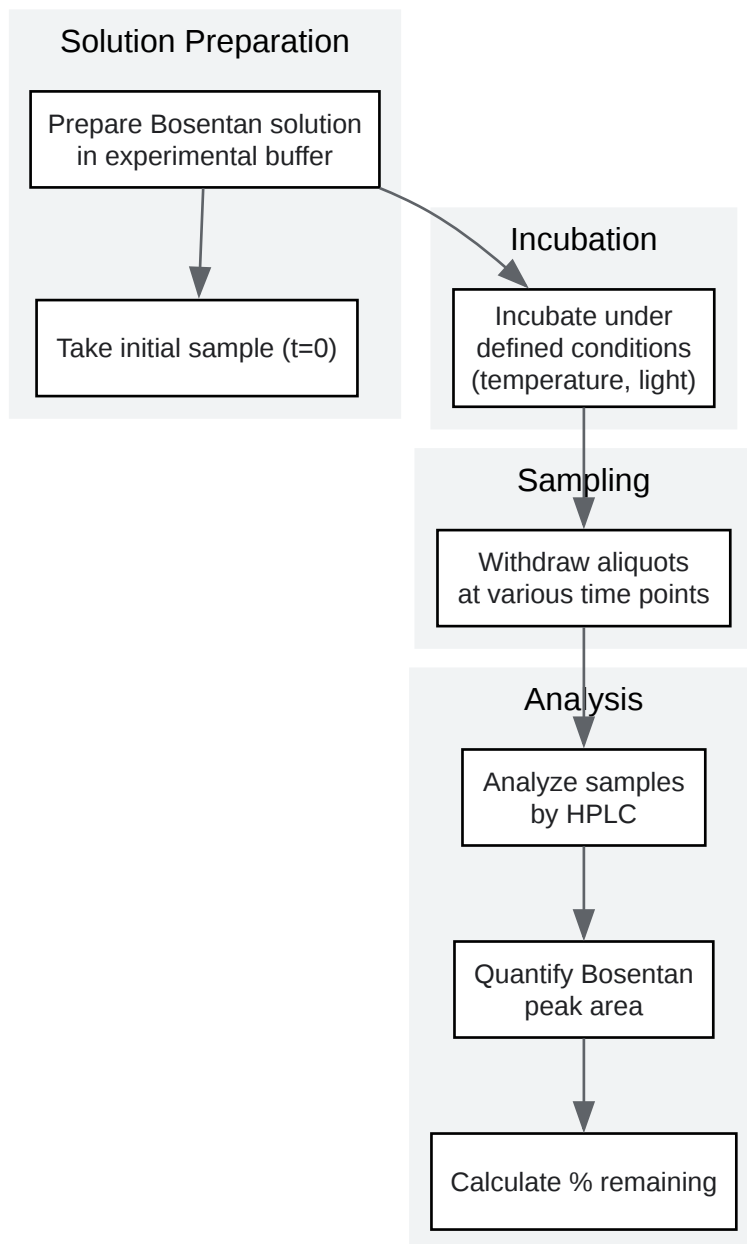 Solution Preparation
Prepare Bosentan solution
in experimental buffer
Take initial sample (t=0)
Incubation
Incubate under
defined conditions
(temperature, light)
Sampling
Withdraw aliquots
at various time points
Analysis
Analyze samples
by HPLC
Quantify Bosentan
peak area
Calculate % remaining